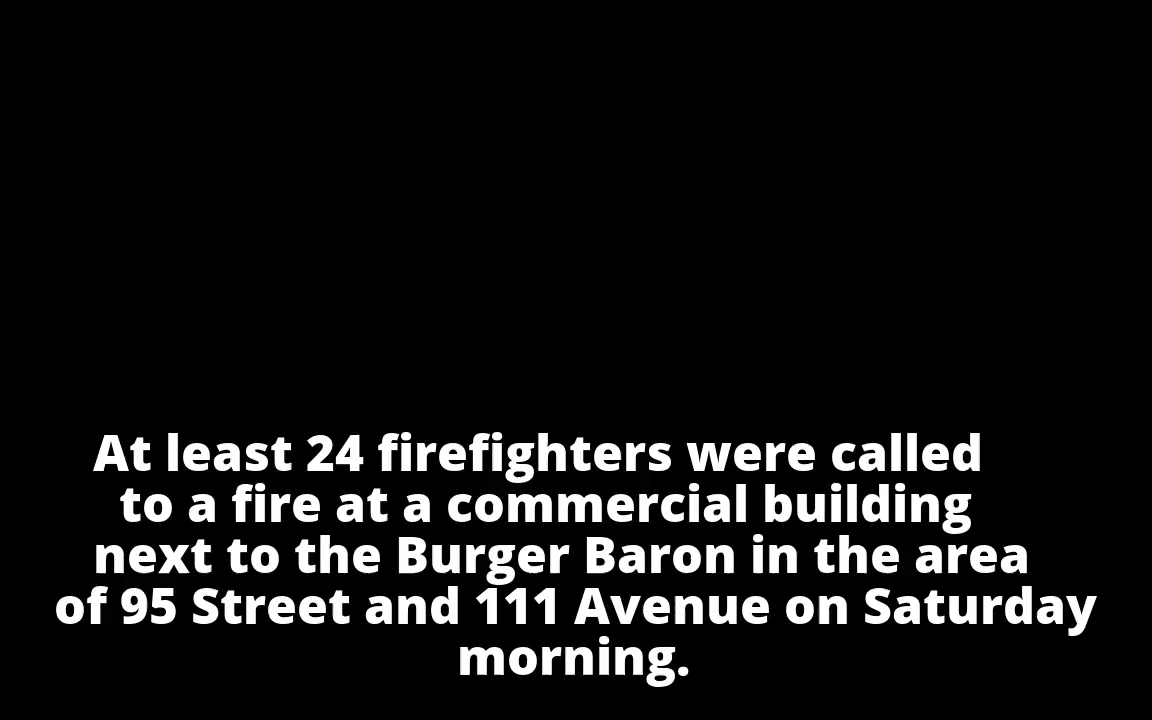 At least 24 firefighters were called
to a fire at a commercial building
next to the Burger Baron in the area
of 95 Street and 111 Avenue on Saturday
morning.